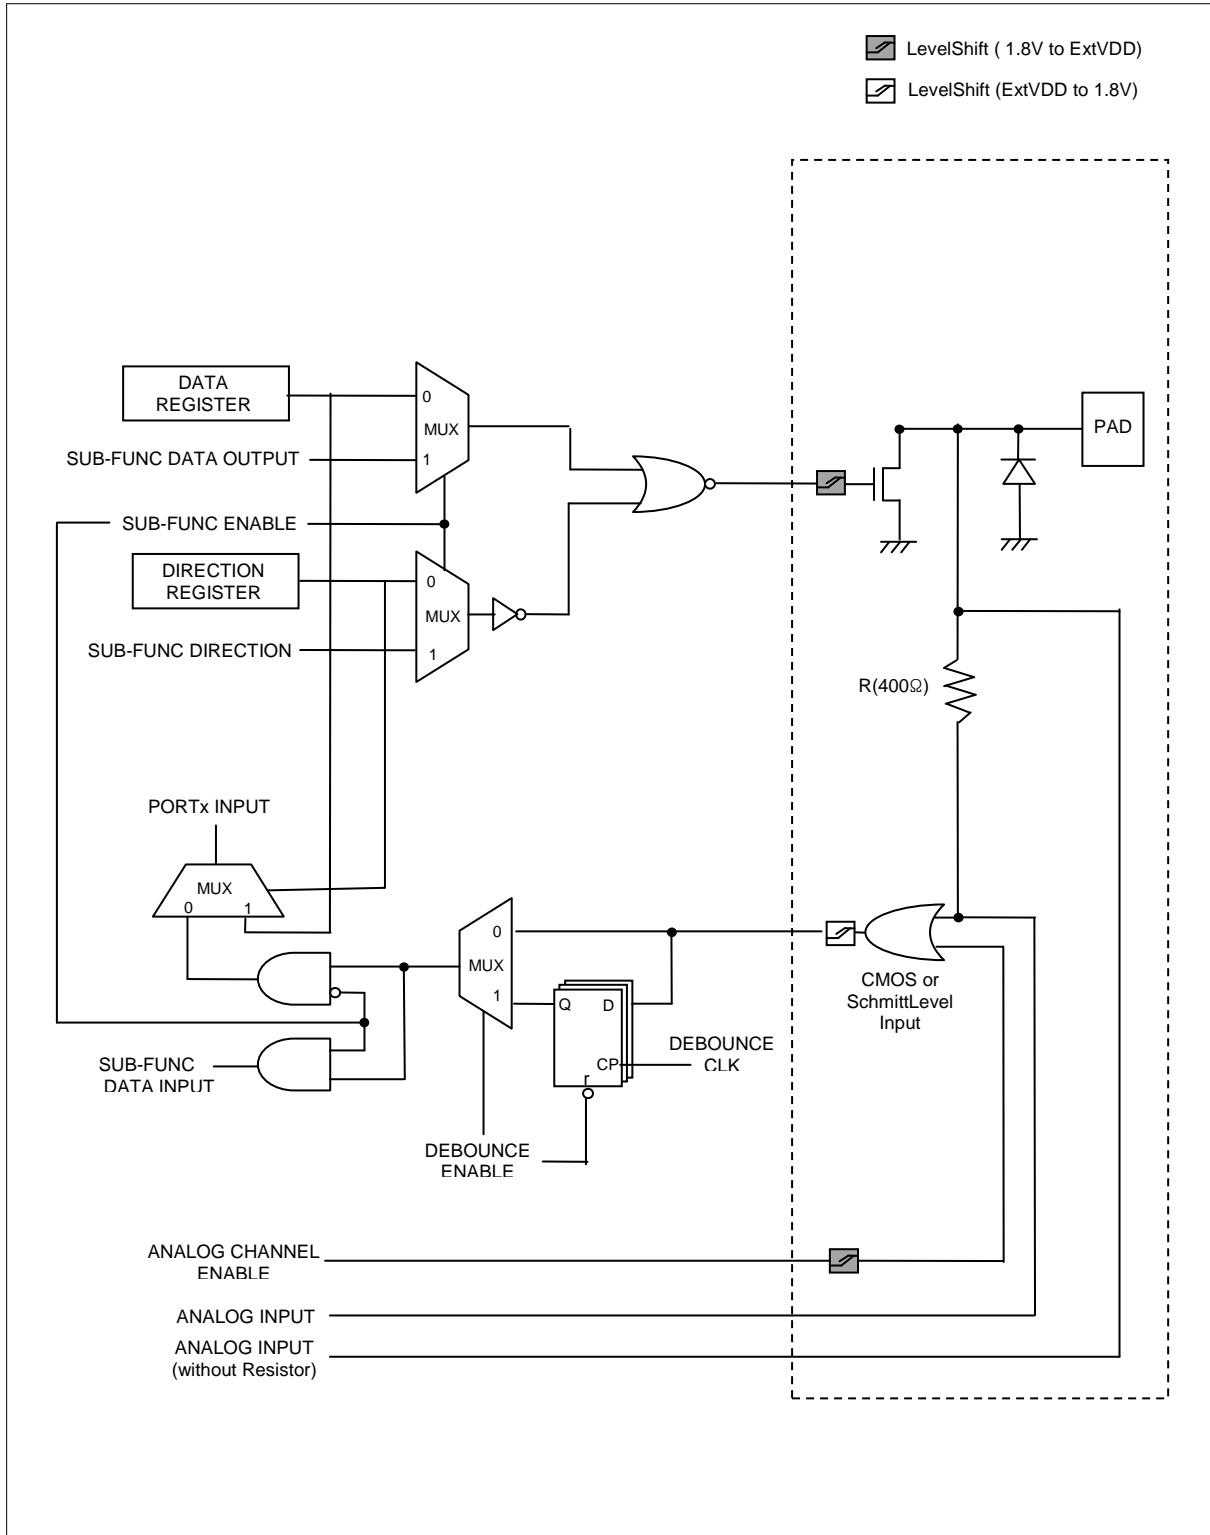 LevelShift ( 1.8V to ExtVDD)
LevelShift (ExtVDD to 1.8V)
DATA
REGISTER
0
MUX
1
SUB-FUNC DATA OUTPUT
PAD
SUB-FUNC ENABLE
DIRECTION
REGISTER
0
MUX
1
SUB-FUNC DIRECTION
R(400Ω)
PORTx INPUT
MUX
0
1
0
MUX
1
Q
D
CP
r
CMOS or
SchmittLevel
Input
DEBOUNCE
CLK
SUB-FUNC
DATA INPUT
DEBOUNCE
ENABLE
ANALOG CHANNEL
ENABLE
ANALOG INPUT
ANALOG INPUT
(without Resistor)